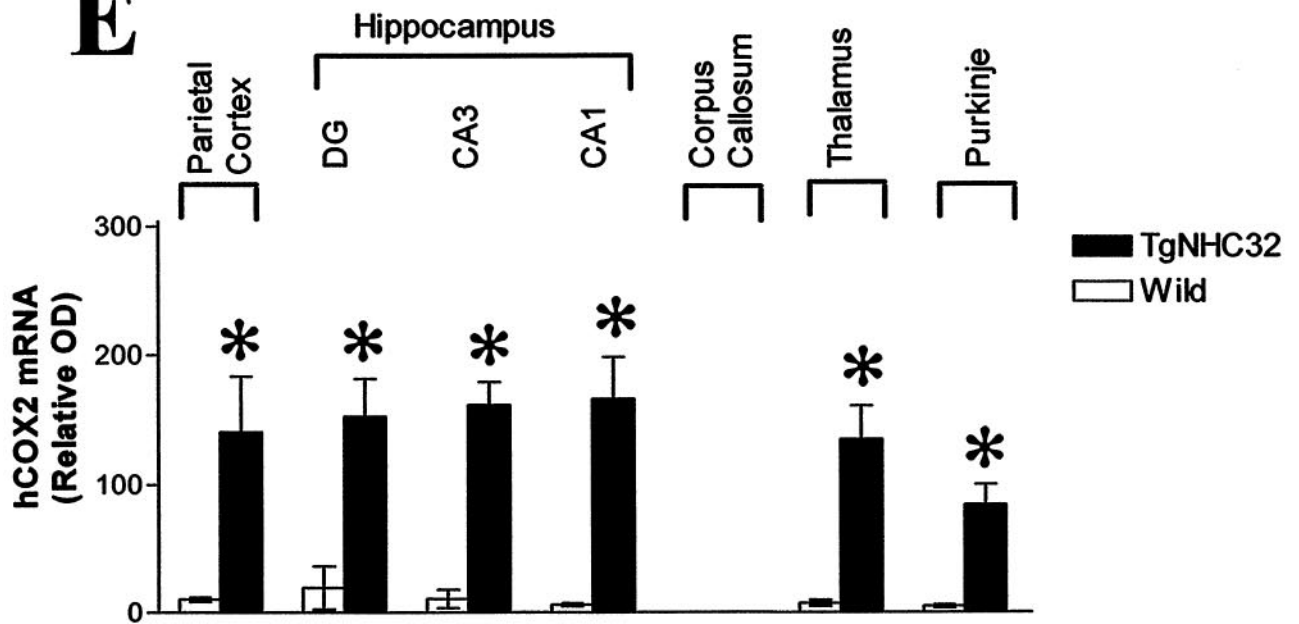 E
Hippocampus
Parietal
Cortex
DG
CA3
CA1
Corpus
Callosum
Thalamus
Purkinje
300
200
100
0
hCOX2 mRNA
(Relative OD)
* * * * * *
TgNHC32
Wild